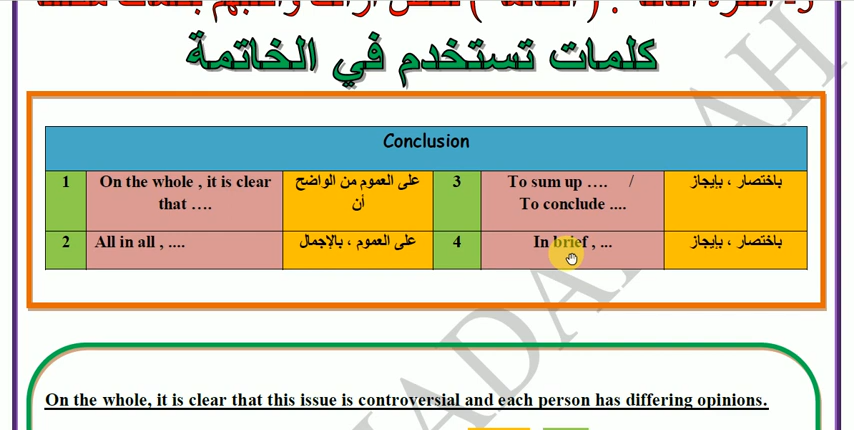 كلمات تستخدم في الخاتمة
Conclusion
1 On the whole , it is clear that …. على العموم من الواضح أن 3 To sum up …. / To conclude .... باختصار ، بإيجاز
2 All in all , .... على العموم ، بالإجمال 4 In brief , ... باختصار ، بإيجاز
On the whole, it is clear that this issue is controversial and each person has differing opinions.